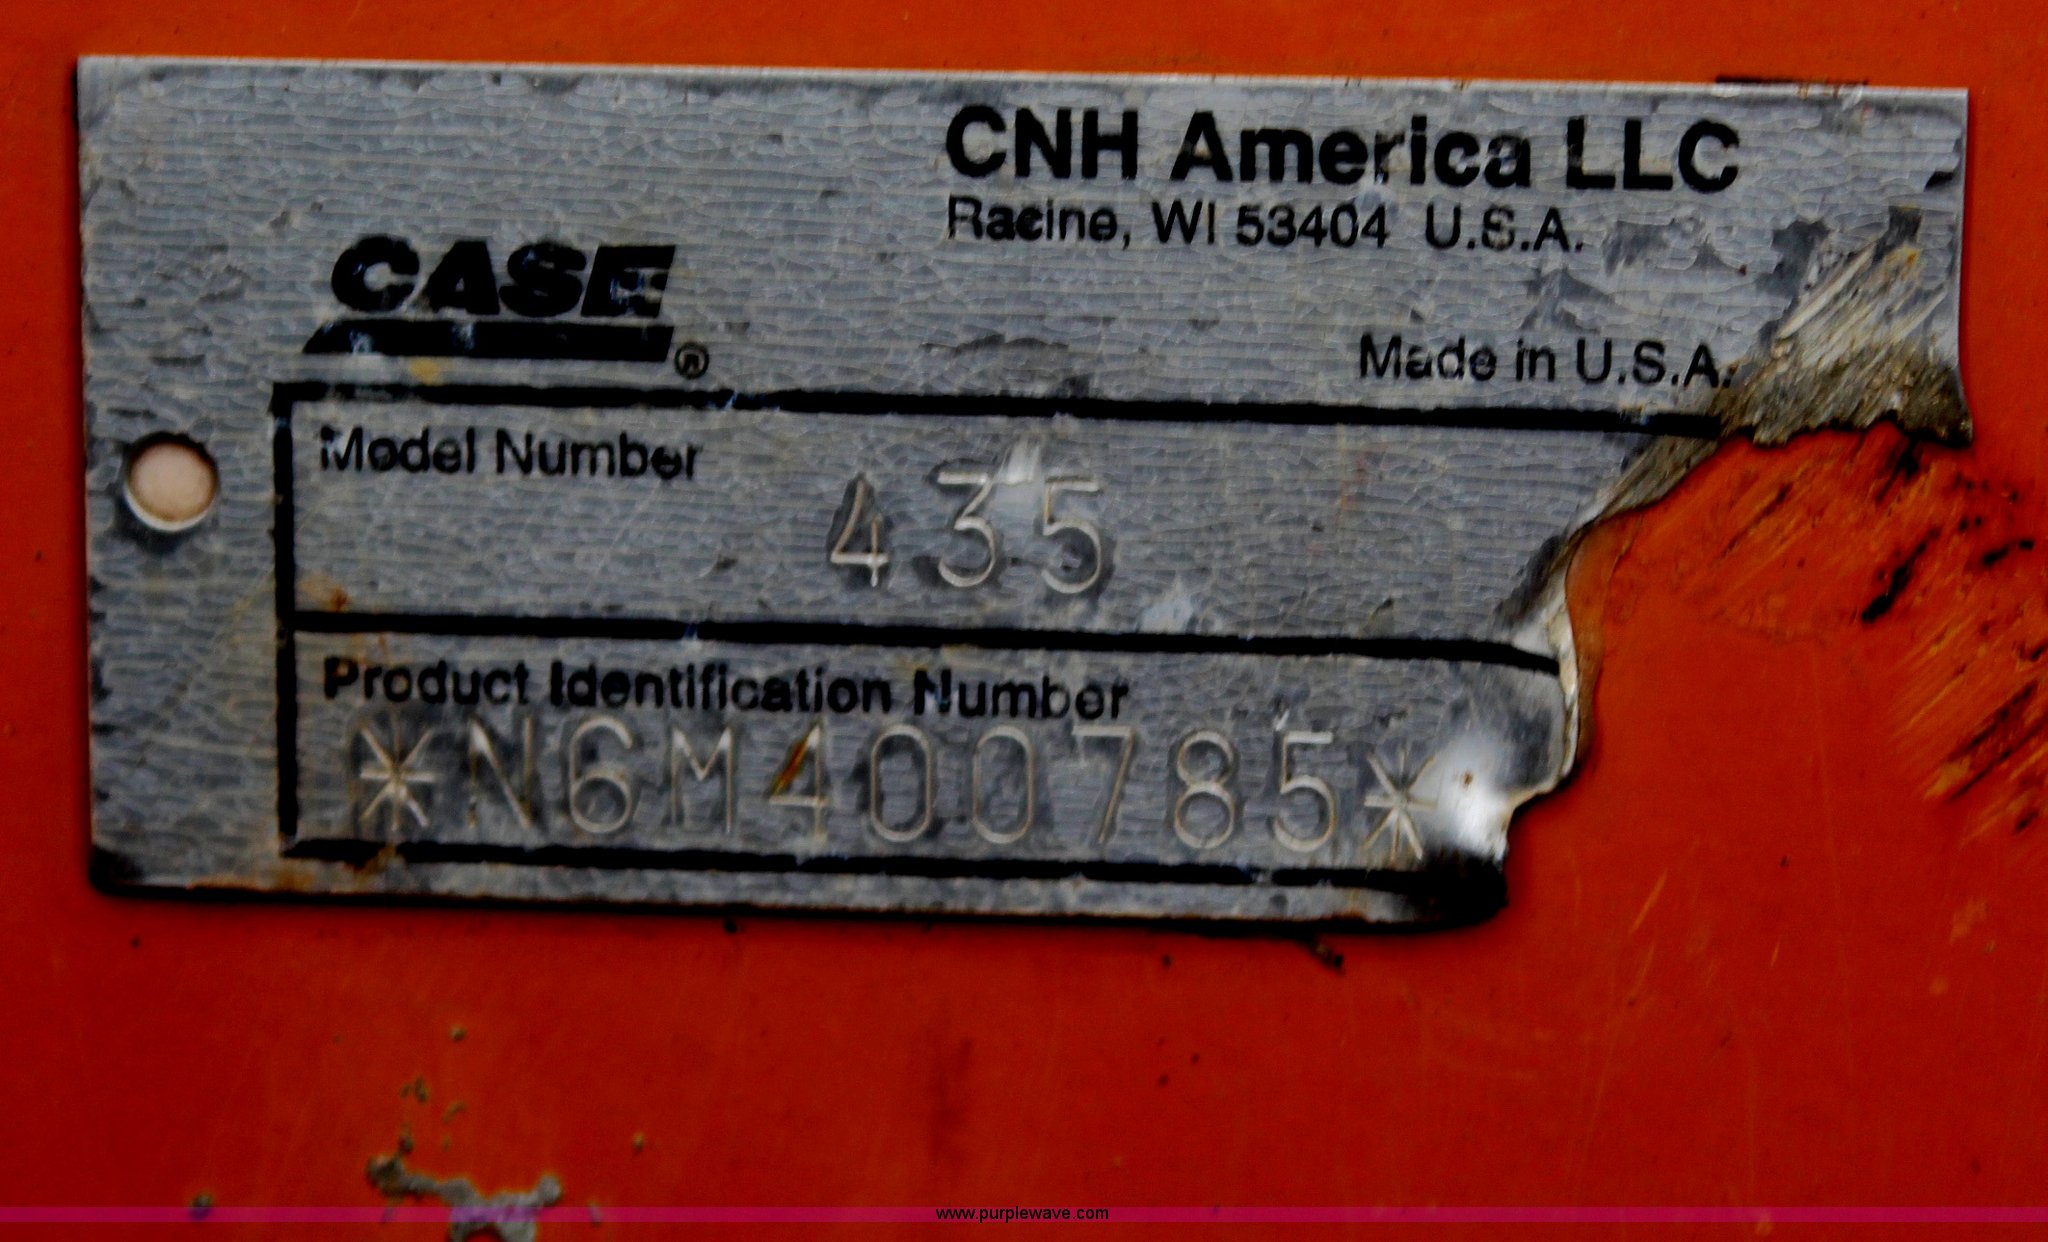 CNH America LLC
Racine, WI 53404 U.S.A.
CASE®
Made in U.S.A.
Model Number
435
Product Identification Number
*N6M400785*
www.purplewave.com